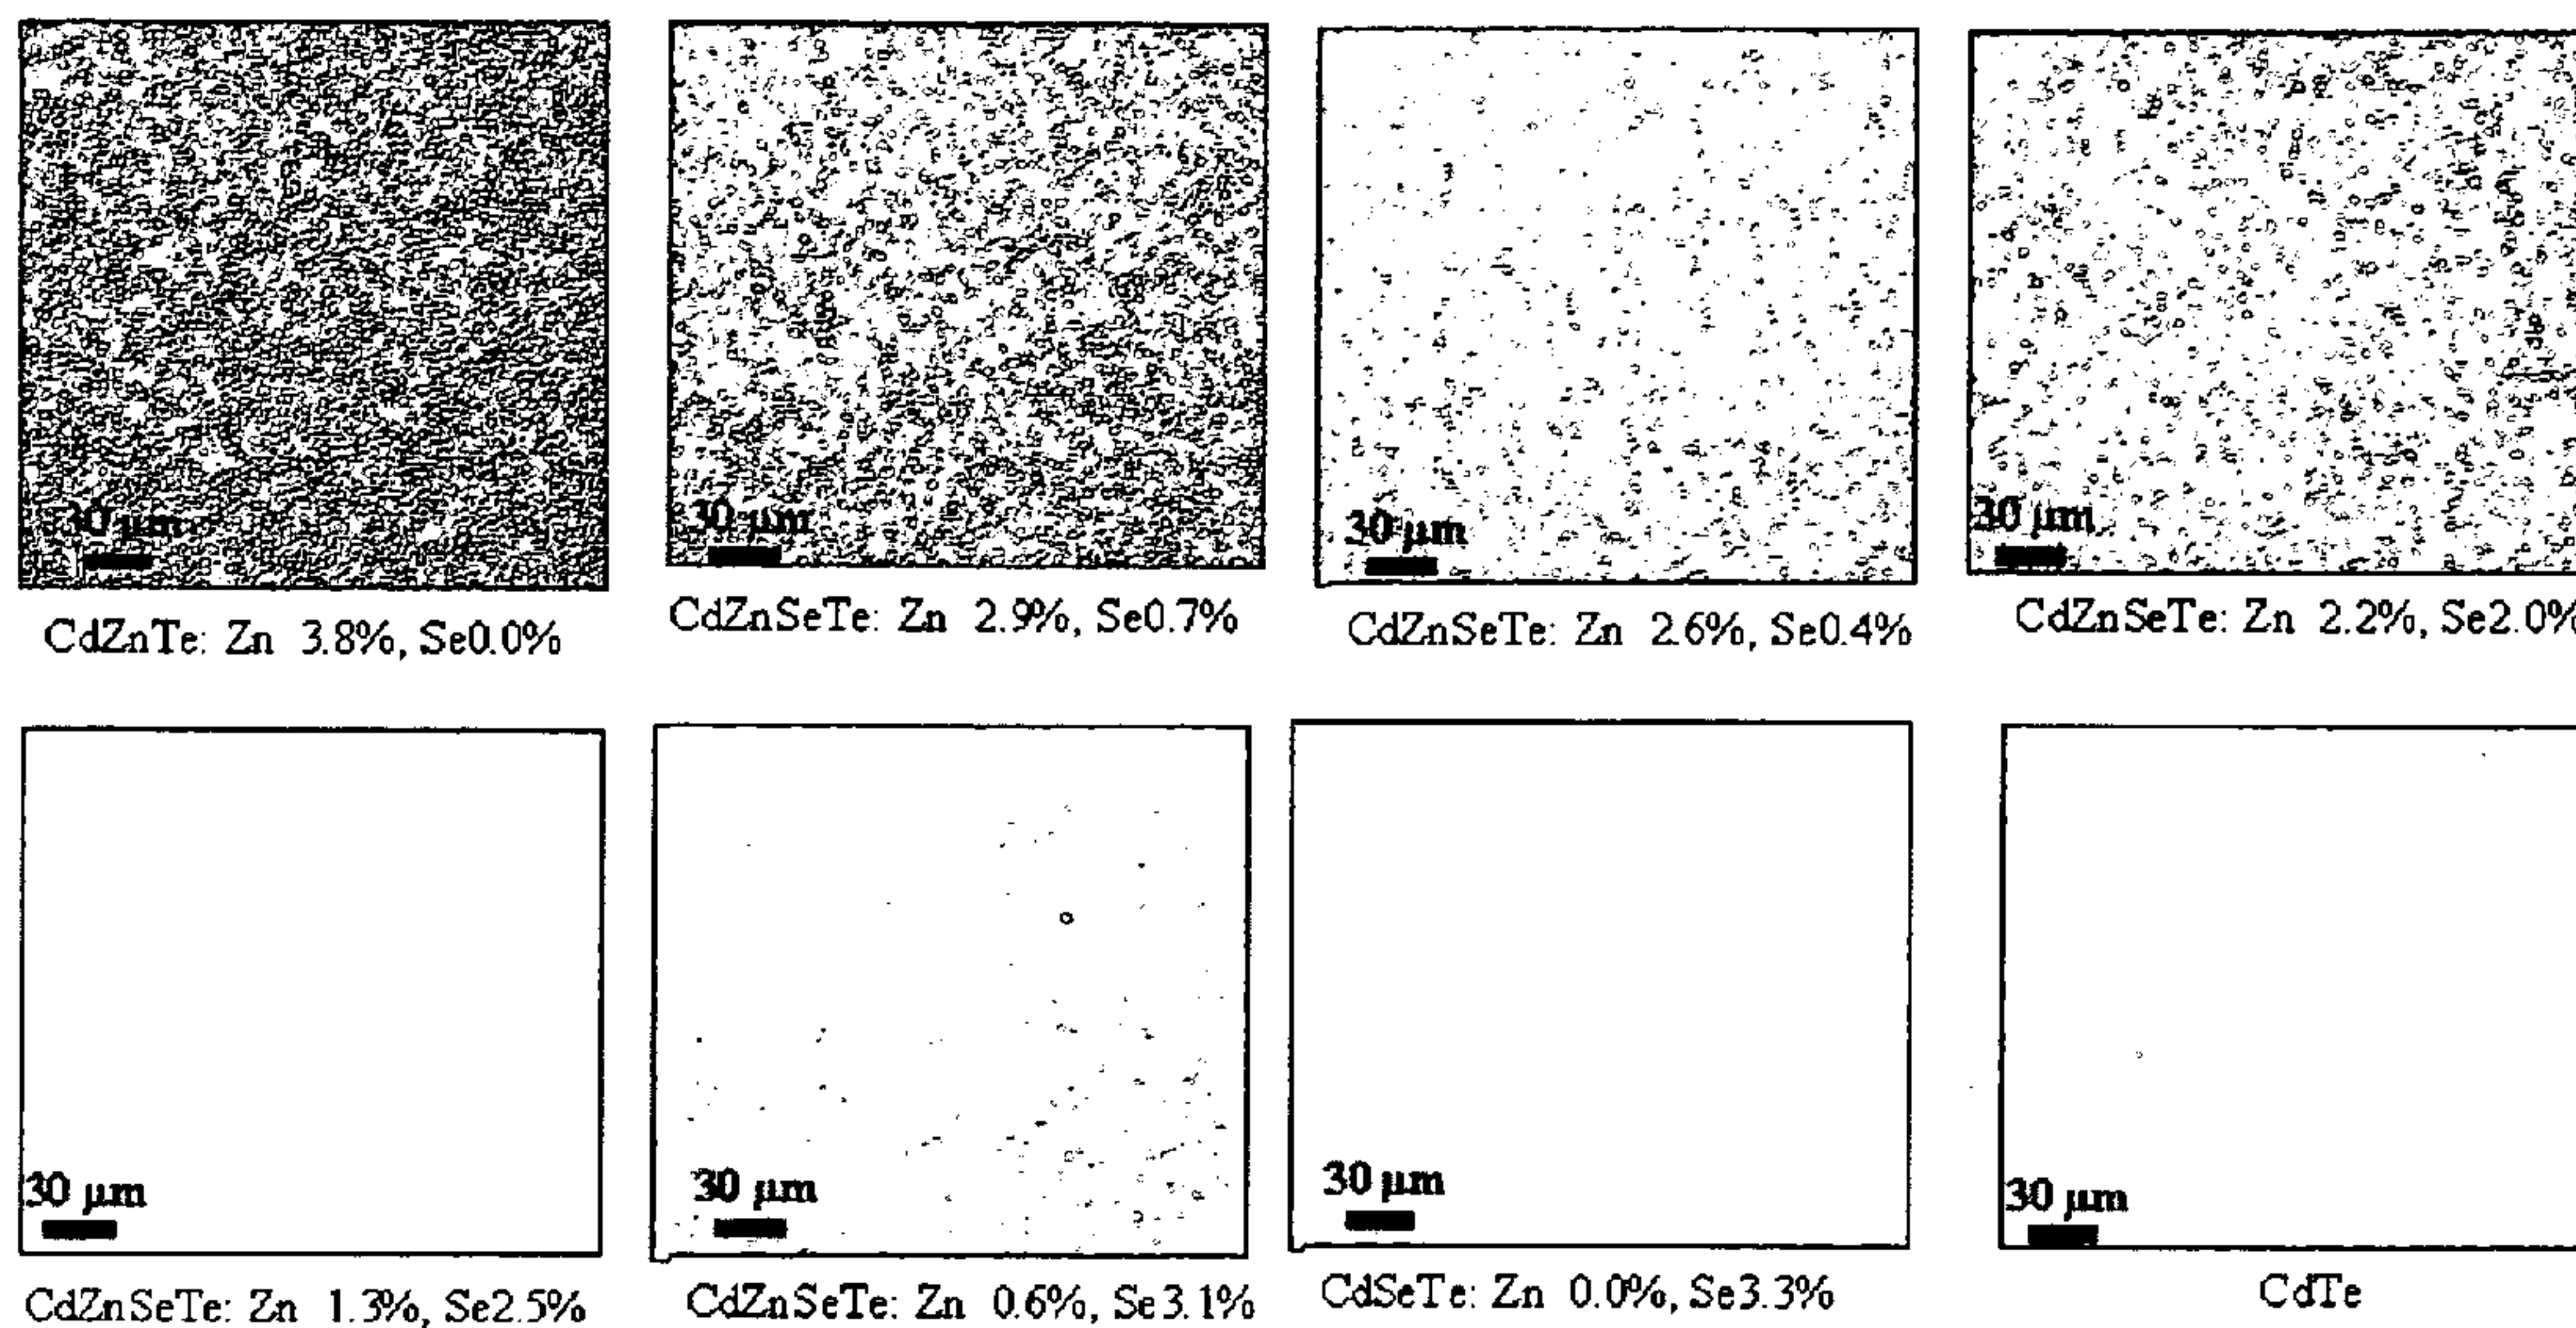 30 μm
30 μm
30 μm
30 μm
CdZnTe: Zn 3.8%, Se0.0%
CdZnSeTe: Zn 2.9%, Se0.7%
CdZnSeTe: Zn 2.6%, Se0.4%
CdZnSeTe: Zn 2.2%, Se2.0%
30 μm
30 μm
30 μm
30 μm
CdZnSeTe: Zn 1.3%, Se2.5%
CdZnSeTe: Zn 0.6%, Se3.1%
CdSeTe: Zn 0.0%, Se3.3%
CdTe